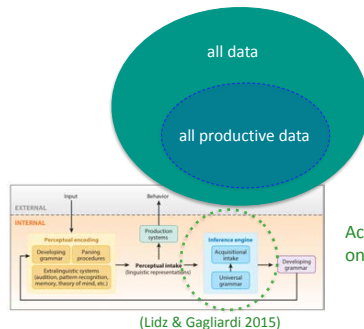 all data
all productive data
Input
Behavior
EXTERNAL
INTERNAL
Production
systems
Perceptual encoding
Developing
grammar
Parsing
procedures
Extralinguistic systems
(audition, pattern recognition,
memory, theory of mind, etc.)
Perceptual intake
(linguistic representations)
Inference engine
Acquisitional
intake
Universal
grammar
Developing
grammar
Ac
on
(Lidz & Gagliardi 2015)